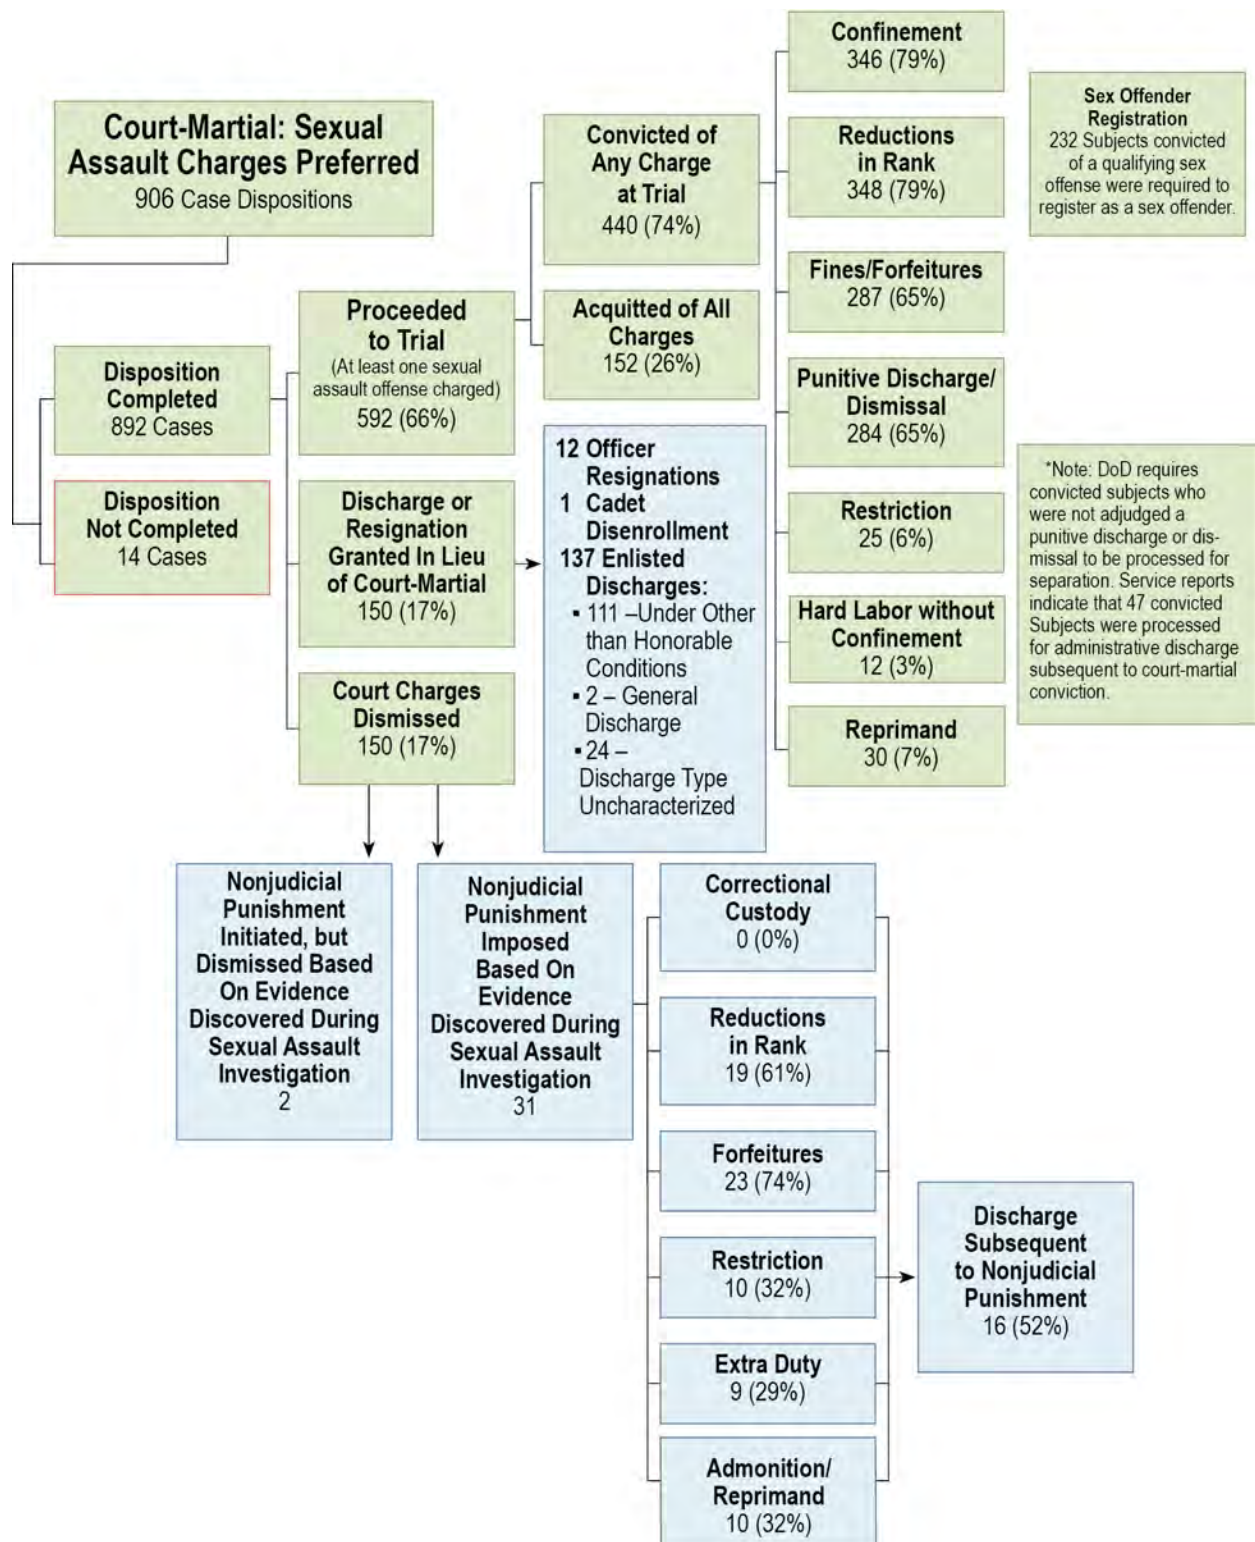 Court-Martial: Sexual
Assault Charges Preferred
906 Case Dispositions
Disposition
Completed
892 Cases
Disposition
Not Completed
14 Cases
Proceeded
to Trial
(At least one sexual
assault offense charged)
592 (66%)
Discharge or
Resignation
Granted In Lieu
of Court-Martial
150 (17%)
Court Charges
Dismissed
150 (17%)
Convicted of
Any Charge
at Trial
440 (74%)
Acquitted of All
Charges
152 (26%)
12 Officer
Resignations
1 Cadet
Disenrollment
137 Enlisted
Discharges:
▪ 111 –Under Other
than Honorable
Conditions
▪ 2 – General
Discharge
▪ 24 –
Discharge Type
Uncharacterized
Confinement
346 (79%)
Reductions
in Rank
348 (79%)
Fines/Forfeitures
287 (65%)
Punitive Discharge/
Dismissal
284 (65%)
Restriction
25 (6%)
Hard Labor without
Confinement
12 (3%)
Reprimand
30 (7%)
Sex Offender
Registration
232 Subjects convicted
of a qualifying sex
offense were required to
register as a sex offender.
*Note: DoD requires
convicted subjects who
were not adjudged a
punitive discharge or dis-
missal to be processed for
separation. Service reports
indicate that 47 convicted
Subjects were processed
for administrative discharge
subsequent to court-martial
conviction.
Nonjudicial
Punishment
Initiated, but
Dismissed Based
On Evidence
Discovered During
Sexual Assault
Investigation
2
Nonjudicial
Punishment
Imposed
Based On
Evidence
Discovered During
Sexual Assault
Investigation
31
Correctional
Custody
0 (0%)
Reductions
in Rank
19 (61%)
Forfeitures
23 (74%)
Restriction
10 (32%)
Extra Duty
9 (29%)
Admonition/
Reprimand
10 (32%)
Discharge
Subsequent
to Nonjudicial
Punishment
16 (52%)